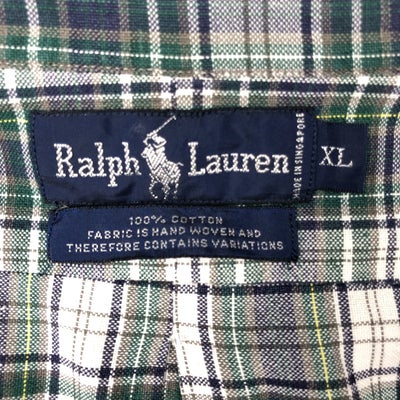 Ralph Lauren
MADE IN SINGAPORE
XL
100% COTTON
FABRIC IS HAND WOVEN AND
THEREFORE CONTAINS VARIATIONS